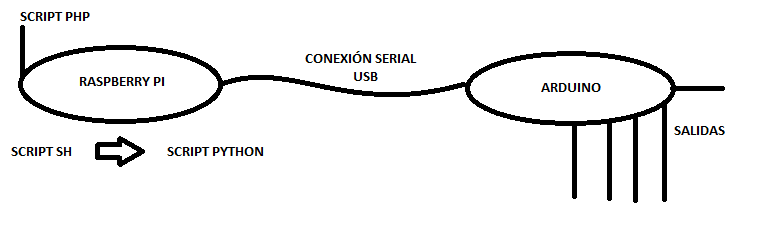 SCRIPT PHP
RASPBERRY PI
CONEXIÓN SERIAL
USB
ARDUINO
SALIDAS
SCRIPT SH
SCRIPT PYTHON